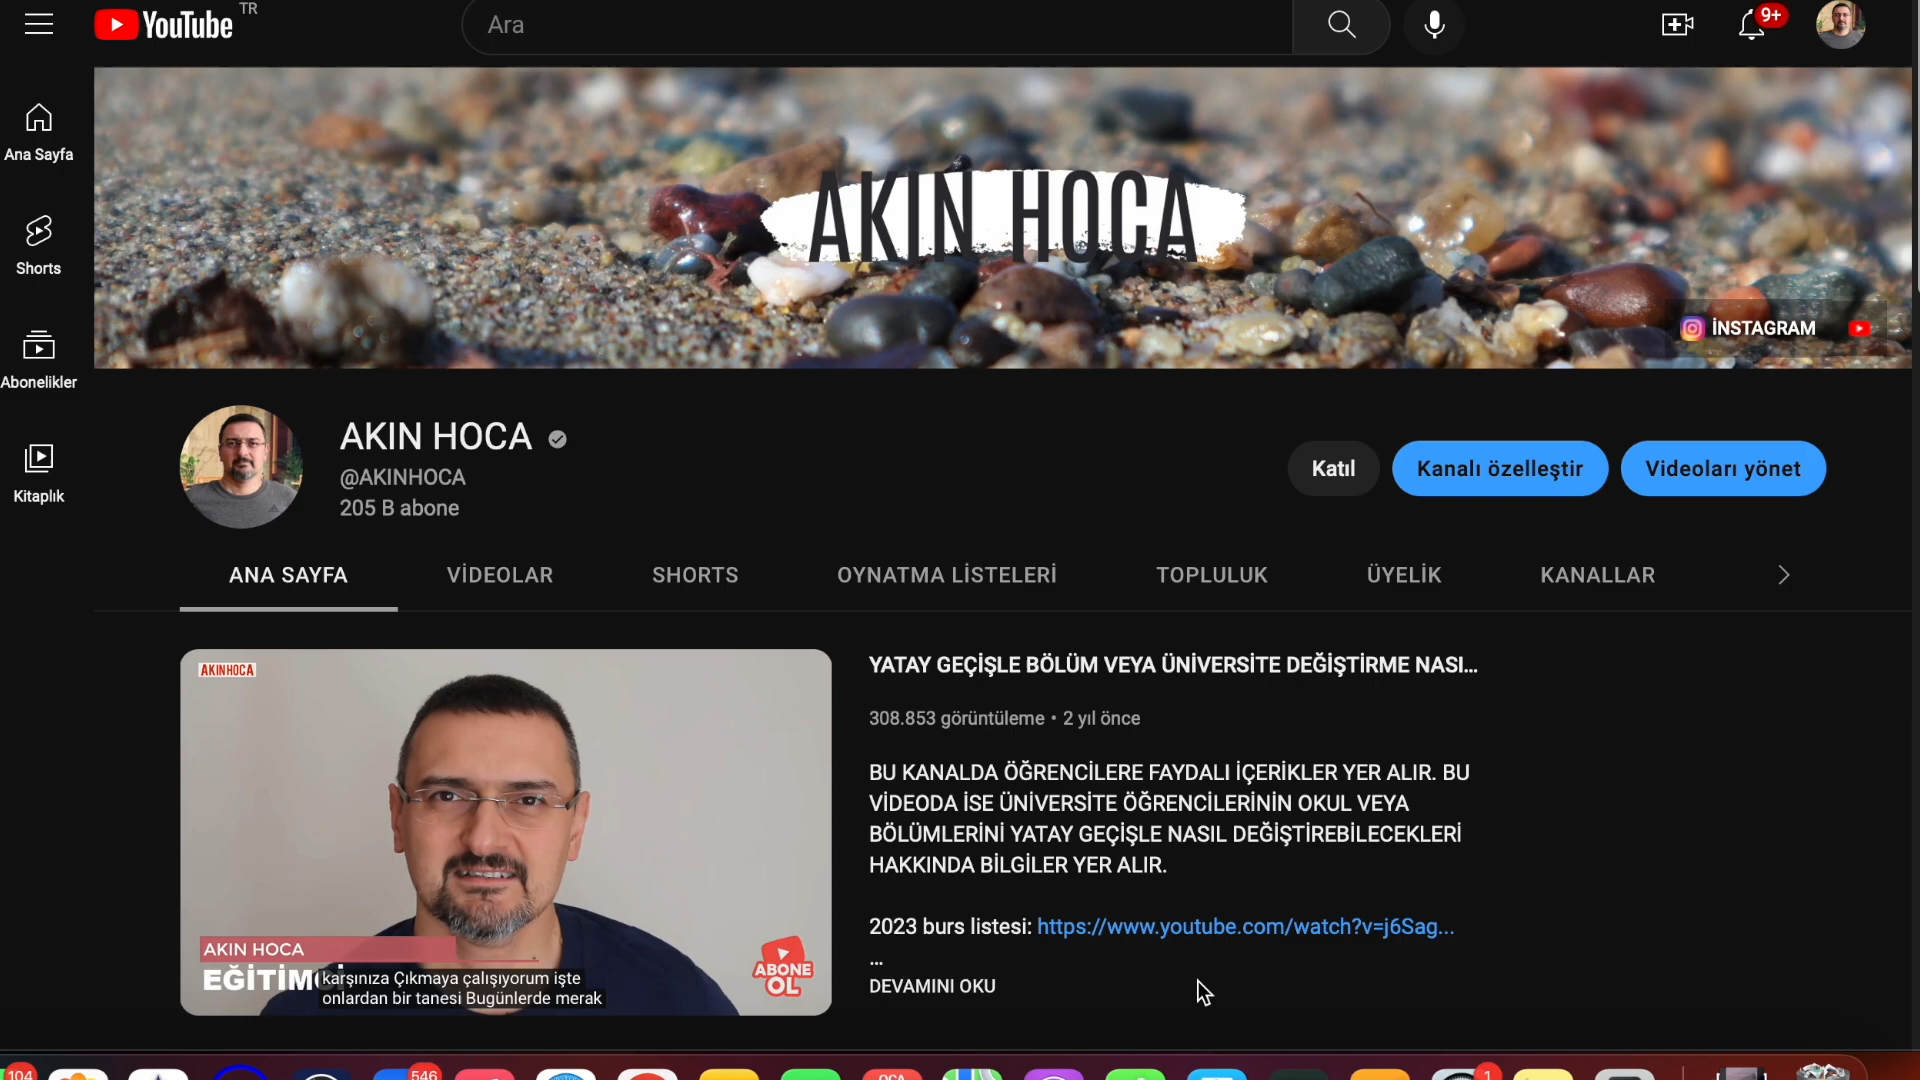 YouTube TR
Ara
9+
Ana Sayfa
Shorts
Abonelikler
Kitaplık
AKIN HOCA
İNSTAGRAM
AKIN HOCA
@AKINHOCA
205 B abone
Katıl
Kanalı özelleştir
Videoları yönet
ANA SAYFA
VİDEOLAR
SHORTS
OYNATMA LİSTELERİ
TOPLULUK
ÜYELİK
KANALLAR
AKINHOCA
AKIN HOCA
karşınıza Çıkmaya çalışıyorum işte
onlardan bir tanesi Bugünlerde merak
ABONE
OL
YATAY GEÇİŞLE BÖLÜM VEYA ÜNİVERSİTE DEĞİŞTİRME NASI...
308.853 görüntüleme • 2 yıl önce
BU KANALDA ÖĞRENCİLERE FAYDALI İÇERİKLER YER ALIR. BU
VİDEODA İSE ÜNİVERSİTE ÖĞRENCİLERİNİN OKUL VEYA
BÖLÜMLERİNİ YATAY GEÇİŞLE NASIL DEĞİŞTİREBİLECEKLERİ
HAKKINDA BİLGİLER YER ALIR.
2023 burs listesi: https://www.youtube.com/watch?v=j6Sag...
...
DEVAMINI OKU
104
546
1